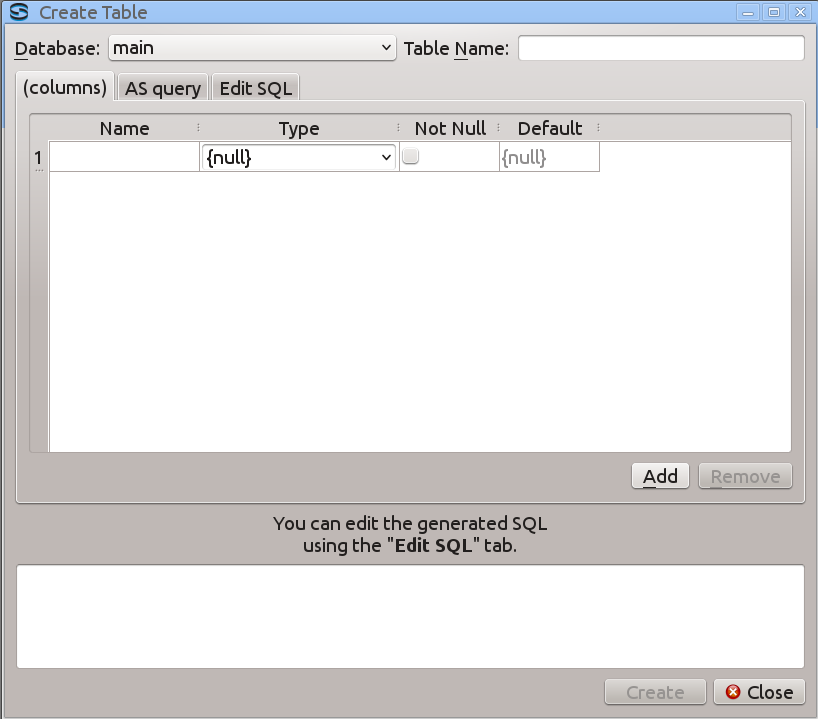 Create Table
Database: main Table Name:
(columns) AS query Edit SQL
Name Type Not Null Default
1 {null} {null}
Add Remove
You can edit the generated SQL
using the "Edit SQL" tab.
Create Close